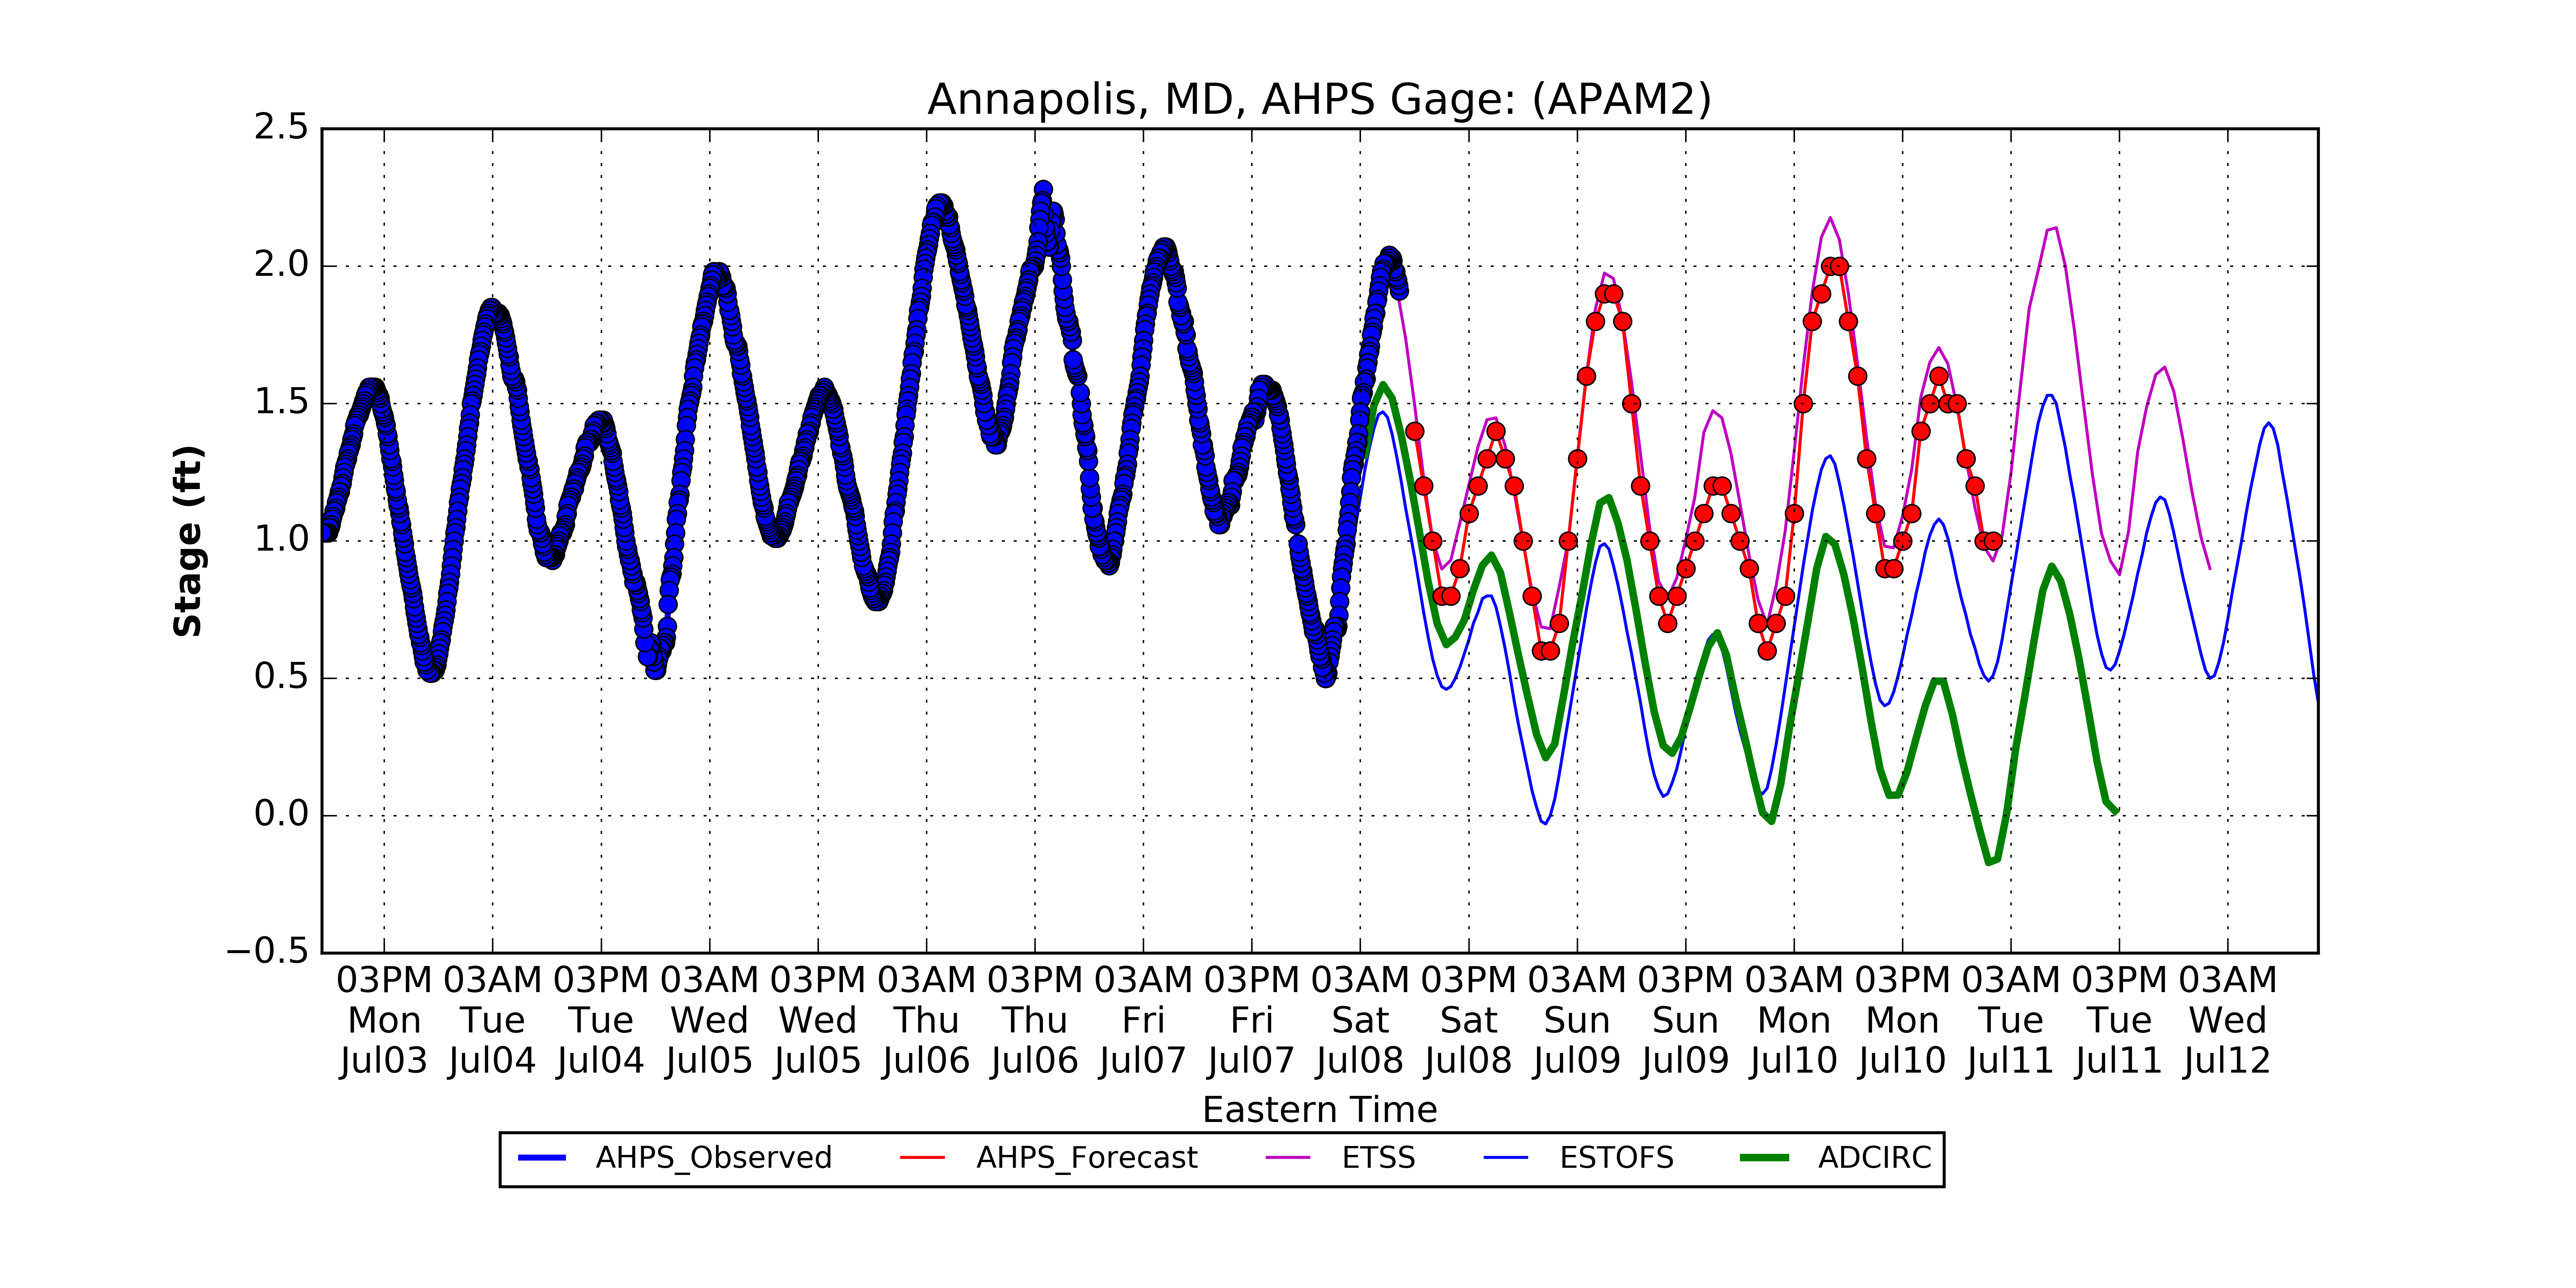 Annapolis, MD, AHPS Gage: (APAM2)
2.5
2.0
1.5
1.0
0.5
0.0
−0.5
Stage (ft)
03PM 03AM 03PM 03AM 03PM 03AM 03PM 03AM 03PM 03AM 03PM 03AM 03PM 03AM 03PM 03AM 03PM 03AM
Mon Tue Tue Wed Wed Thu Thu Fri Fri Sat Sat Sun Sun Mon Mon Tue Tue Wed
Jul03 Jul04 Jul04 Jul05 Jul05 Jul06 Jul06 Jul07 Jul07 Jul08 Jul08 Jul09 Jul09 Jul10 Jul10 Jul11 Jul11 Jul12
Eastern Time
AHPS_Observed AHPS_Forecast ETSS ESTOFS ADCIRC